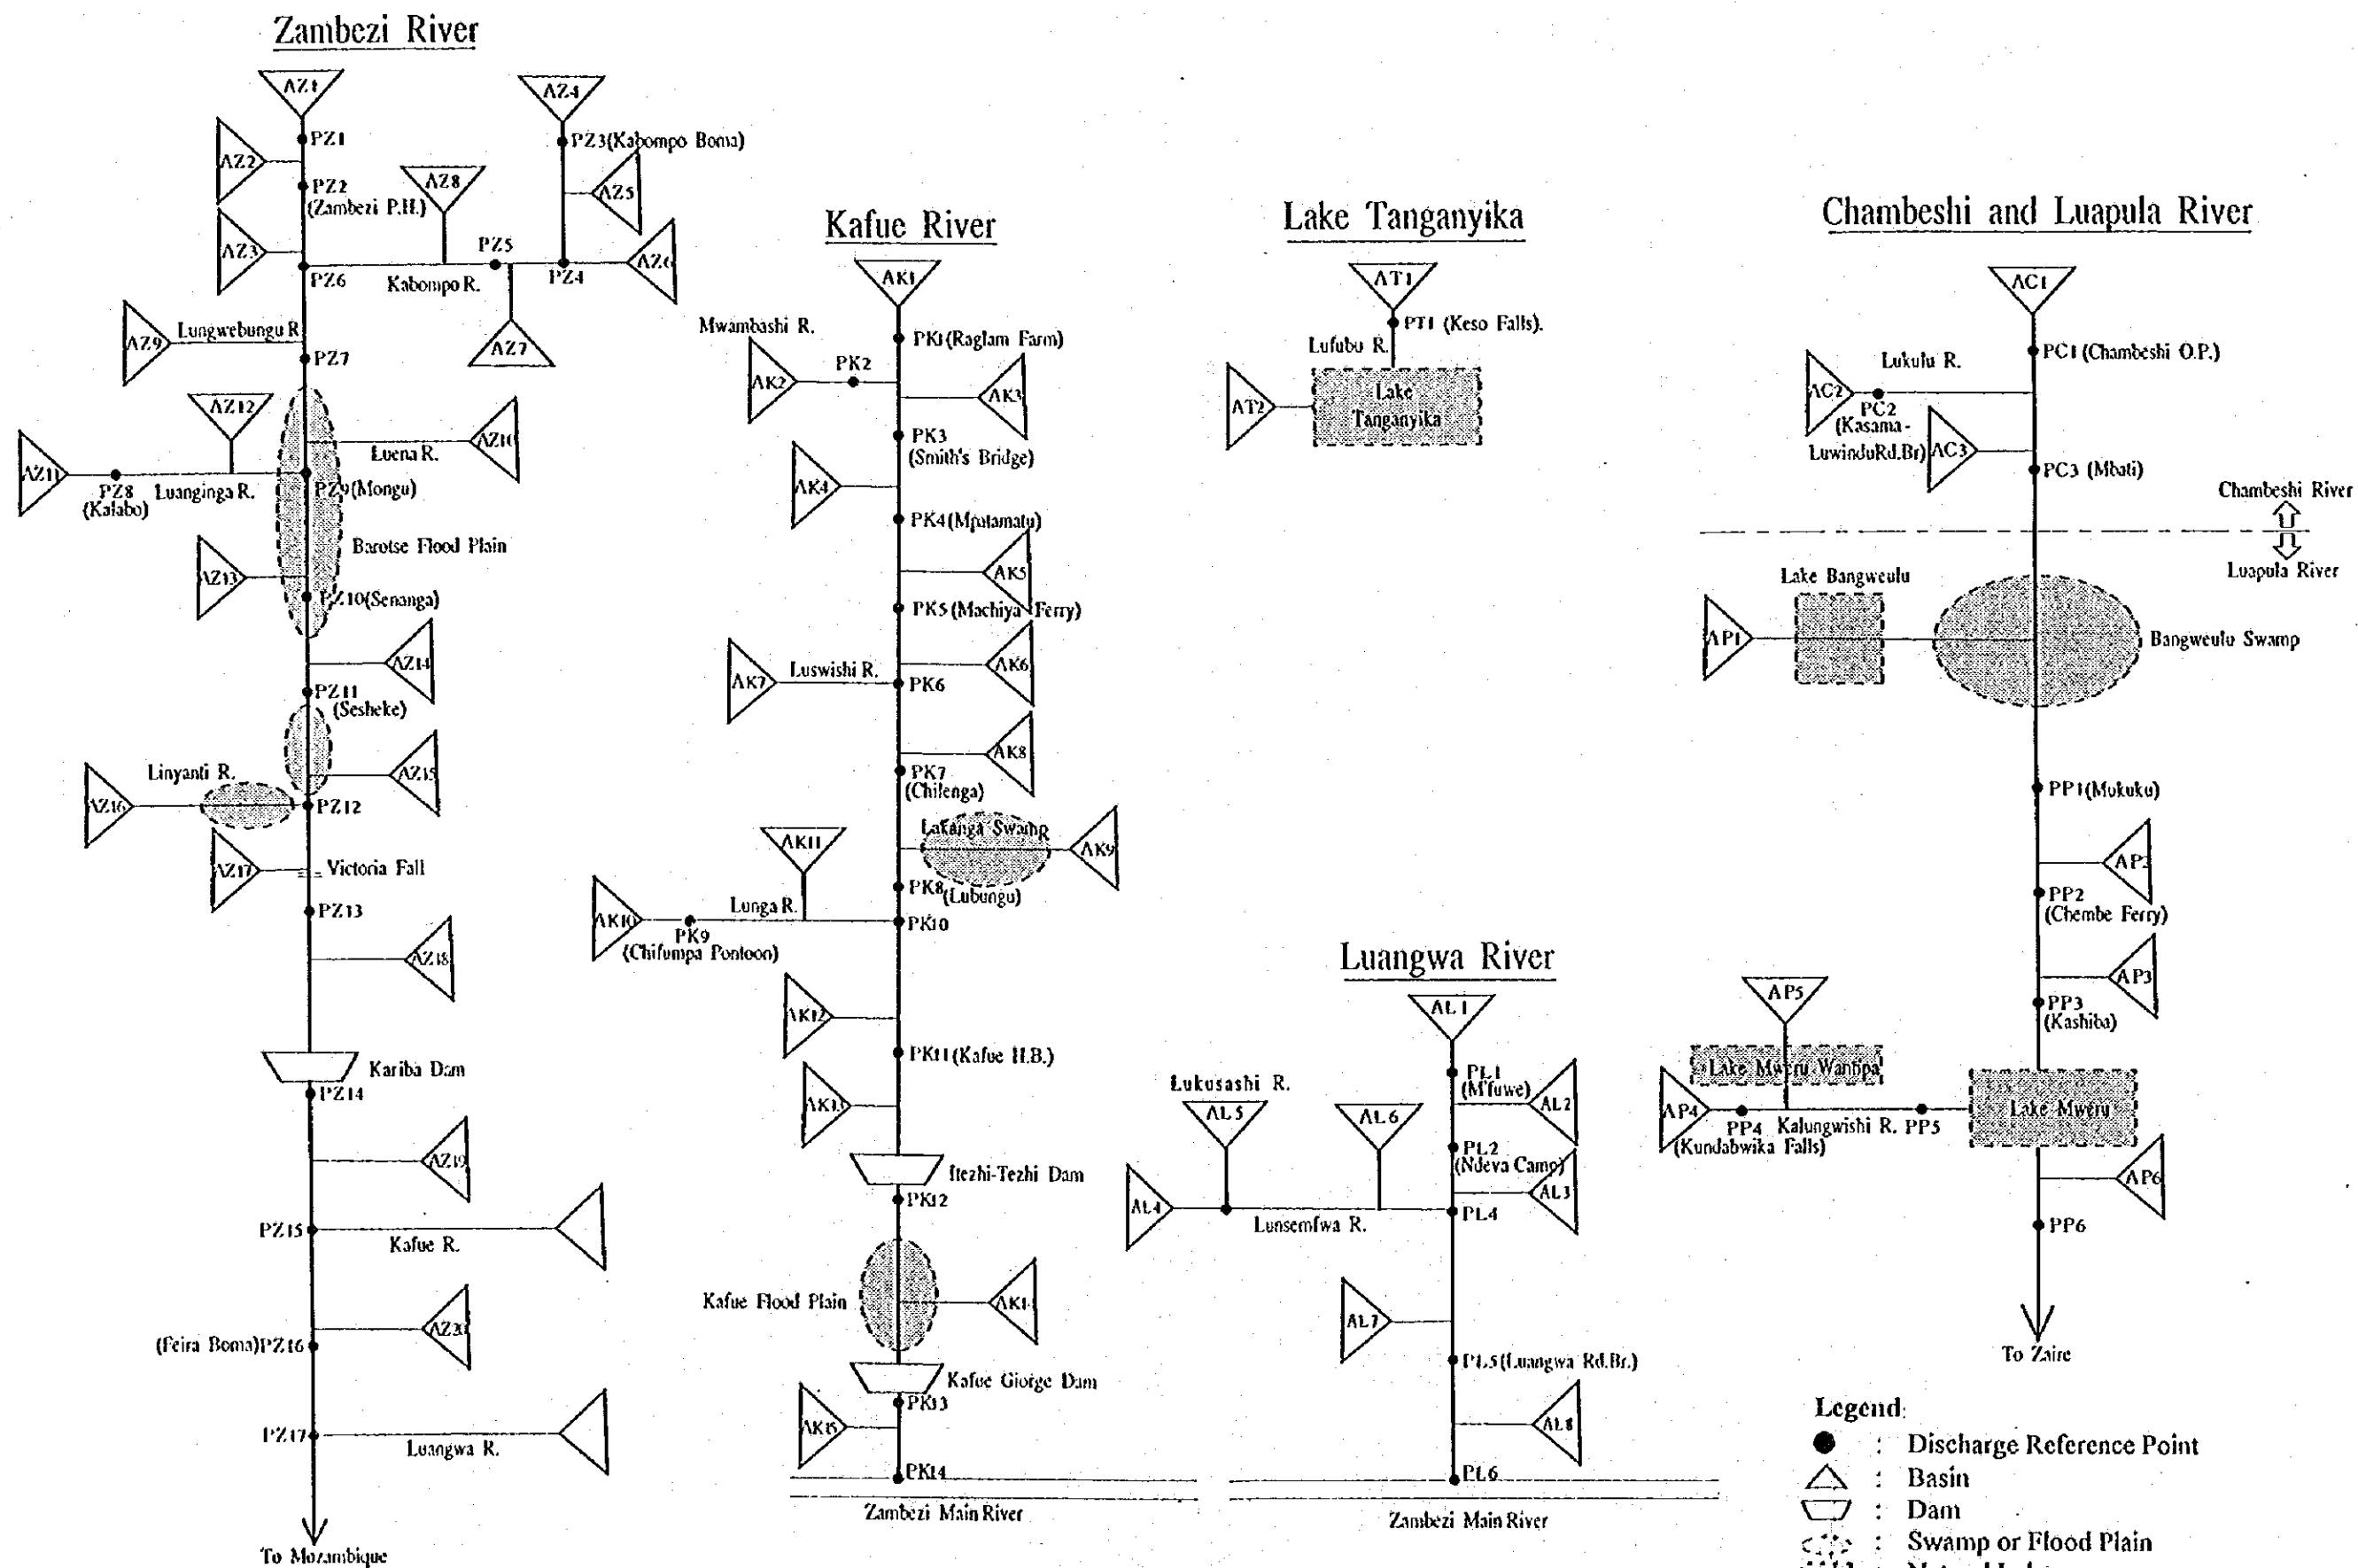 Zambezi River
AZ1
AZ4
PZ1
PZ3(Kabompo Boma)
AZ2
AZ8
AZ5
PZ2
(Zambezi P.H.)
AZ3
PZ5
AZ6
PZ6
Kabompo R.
PZ4
Lungwebungu R
AZ9
AZ7
PZ7
AZ12
AZ10
Luena R.
AZ11
PZ8
(Kalabo)
Luanginga R.
PZ9(Mongu)
Barotse Flood Plain
AZ13
PZ10(Senanga)
AZ14
PZ11
(Sesheke)
Linyanti R.
AZ15
AZ16
PZ12
AZ17
Victoria Fall
PZ13
AZ18
Kariba Dam
PZ14
AZ19
PZ15
Kafue R.
AZ20
(Feira Boma)PZ16
PZ17
Luangwa R.
To Mozambique
Kafue River
AK1
Mwambashi R.
PK1(Raglam Farm)
AK2
PK2
AK3
PK3
(Smith's Bridge)
AK4
PK4(Mpatamatu)
AK5
PK5(Machiya Ferry)
AK6
AK7
Luswishi R.
PK6
AK8
PK7
(Chilenga)
Lukanga Swamp
AK11
AK9
PK8(Lubungu)
AK10
Lunga R.
PK10
PK9
(Chifumpa Pontoon)
AK12
PK11(Kafue H.B.)
AK13
Itezhi-Tezhi Dam
PK12
Kafue Flood Plain
AK1
Kafue Giorge Dam
PK13
AK15
PK14
Zambezi Main River
Lake Tanganyika
AT1
PT1 (Keso Falls).
Lufubu R.
AT2
Lake
Tanganyika
Luangwa River
AL1
Lukusashi R.
PL1
(M'fuwe)
AL5
AL6
AL2
PL2
(Ndeva Camp)
AL4
Lunsemfwa R.
AL3
PL4
AL7
PL5(Luangwa Rd.Br.)
AL8
PL6
Zambezi Main River
Chambeshi and Luapula River
AC1
PC1 (Chambeshi O.P.)
Lukulu R.
AC2
PC2
(Kasama-
LuwinduRd.Br)
AC3
PC3 (Mbati)
Chambeshi River
Luapula River
Lake Bangweulu
AP1
Bangweulu Swamp
PP1(Mukuku)
AP2
PP2
(Chembe Ferry)
AP3
AP5
PP3
(Kashiba)
Lake Mweru Wantipa
AP4
PP4
(Kundabwika Falls)
Kalungwishi R.
PP5
Lake Mweru
AP6
PP6
To Zaire
Legend:
: Discharge Reference Point
: Basin
: Dam
: Swamp or Flood Plain